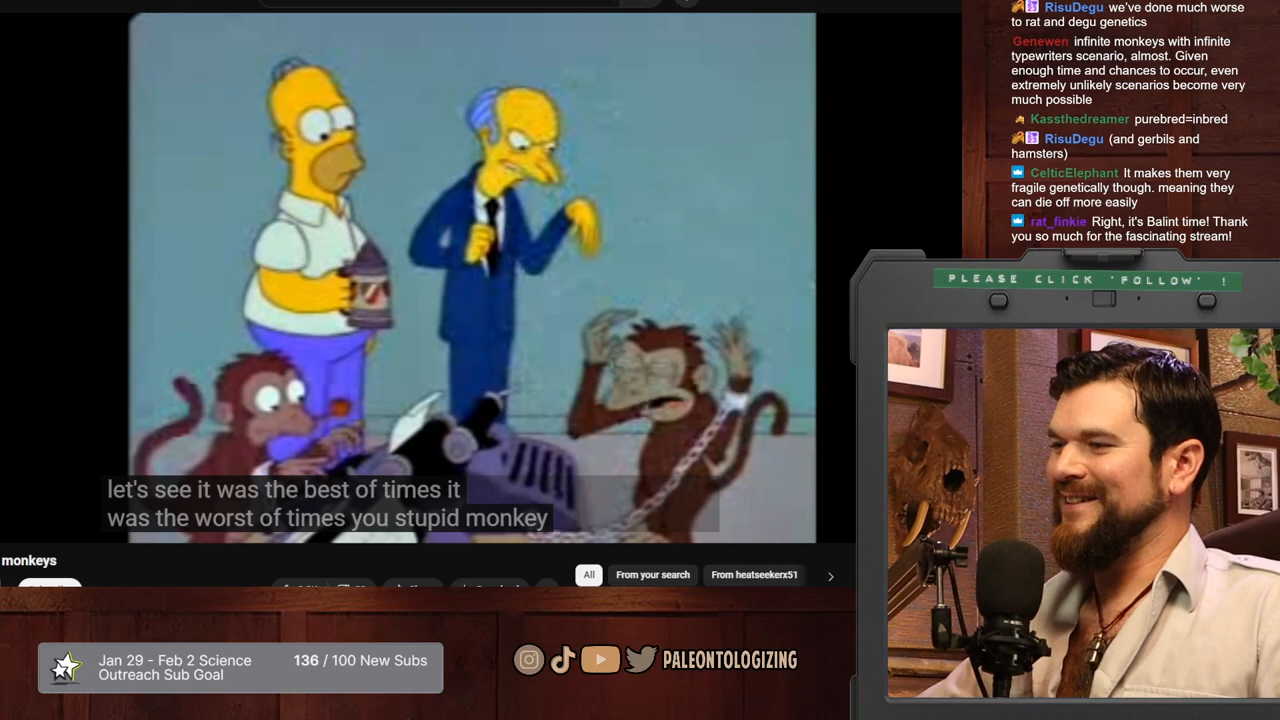 let's see it was the best of times it
was the worst of times you stupid monkey
monkeys
All
From your search
From heatseekerx51
Jan 29 - Feb 2 Science
Outreach Sub Goal
136 / 100 New Subs
PALEONTOLOGIZING
RisuDegu we've done much worse
to rat and degu genetics
Genewen infinite monkeys with infinite
typewriters scenario, almost. Given
enough time and chances to occur, even
extremely unlikely scenarios become very
much possible
Kassthedreamer purebred=inbred
RisuDegu (and gerbils and
hamsters)
CelticElephant It makes them very
fragile genetically though. meaning they
can die off more easily
rat_finkie Right, it's Balint time! Thank
you so much for the fascinating stream!
PLEASE CLICK 'FOLLOW' !